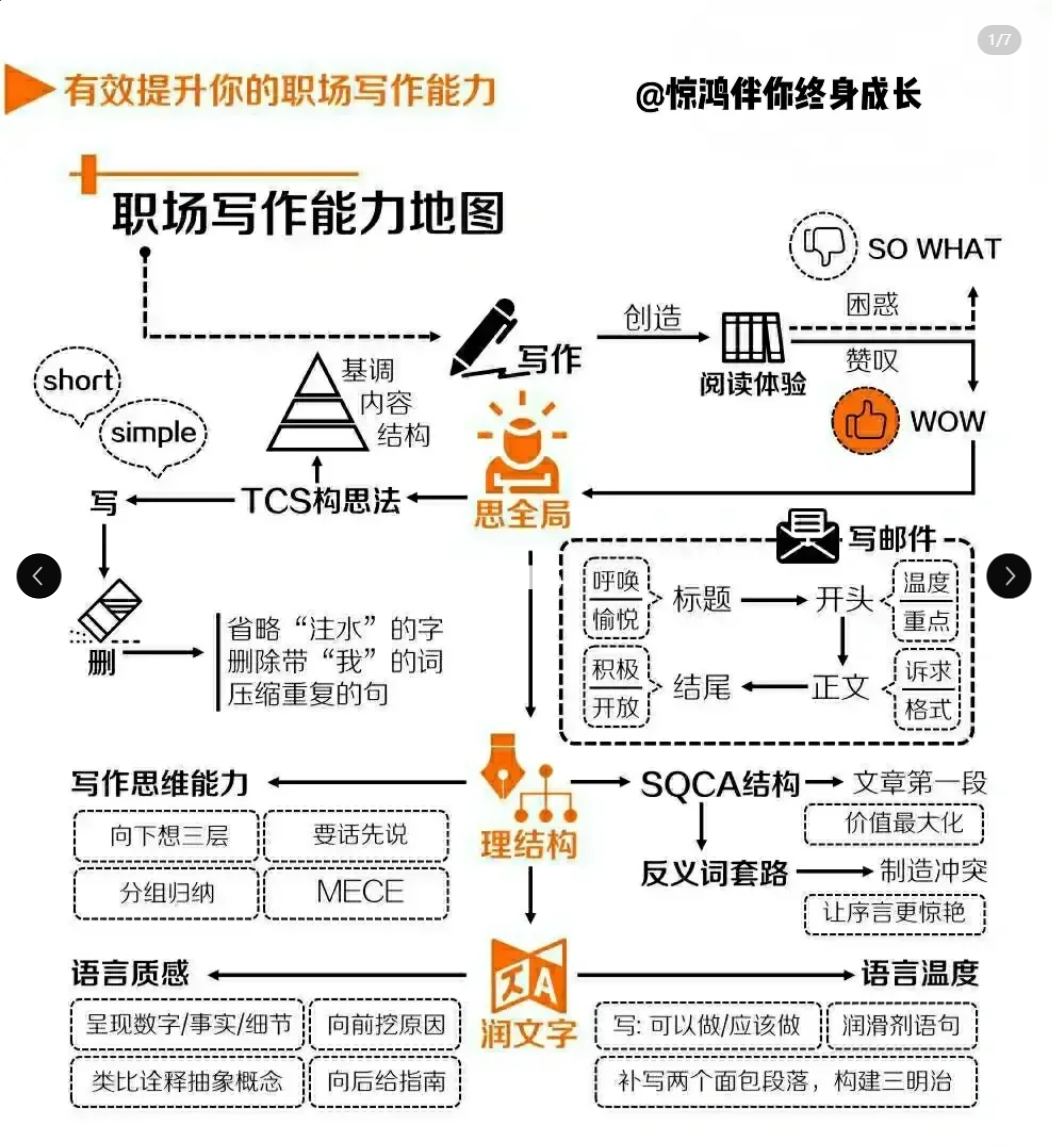 1/7
有效提升你的职场写作能力
@惊鸿伴你终身成长
职场写作能力地图
SO WHAT
困惑
创造
写作
阅读体验
赞叹
WOW
基调
内容
结构
short
simple
写
TCS构思法
思全局
写邮件
呼唤
愉悦
标题
开头
温度
重点
积极
开放
结尾
正文
诉求
格式
删
省略“注水”的字
删除带“我”的词
压缩重复的句
写作思维能力
向下想三层
要话先说
分组归纳
MECE
理结构
SQCA结构
文章第一段
价值最大化
反义词套路
制造冲突
让序言更惊艳
语言质感
呈现数字/事实/细节
向前挖原因
类比诠释抽象概念
向后给指南
文A
润文字
语言温度
写: 可以做/应该做
润滑剂语句
补写两个面包段落，构建三明治